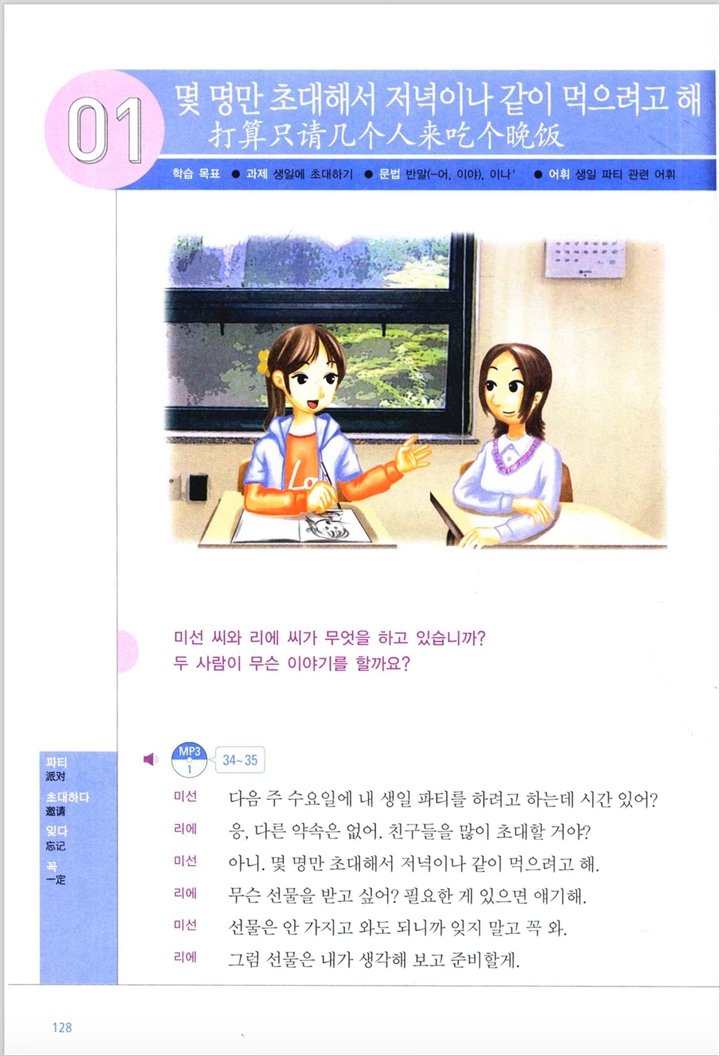 01
몇 명만 초대해서 저녁이나 같이 먹으려고 해
打算只请几个人来吃个晚饭
학습 목표 ● 과제 생일에 초대하기 ● 문법 반말(-어, 이야), 이나' ● 어휘 생일 파티 관련 어휘
미선 씨와 리에 씨가 무엇을 하고 있습니까?
두 사람이 무슨 이야기를 할까요?
파티
派对
초대하다
邀请
잊다
忘记
꼭
一定
MP3
1
34~35
미선 다음 주 수요일에 내 생일 파티를 하려고 하는데 시간 있어?
리에 응, 다른 약속은 없어. 친구들을 많이 초대할 거야?
미선 아니. 몇 명만 초대해서 저녁이나 같이 먹으려고 해.
리에 무슨 선물을 받고 싶어? 필요한 게 있으면 얘기해.
미선 선물은 안 가지고 와도 되니까 잊지 말고 꼭 와.
리에 그럼 선물은 내가 생각해 보고 준비할게.
128